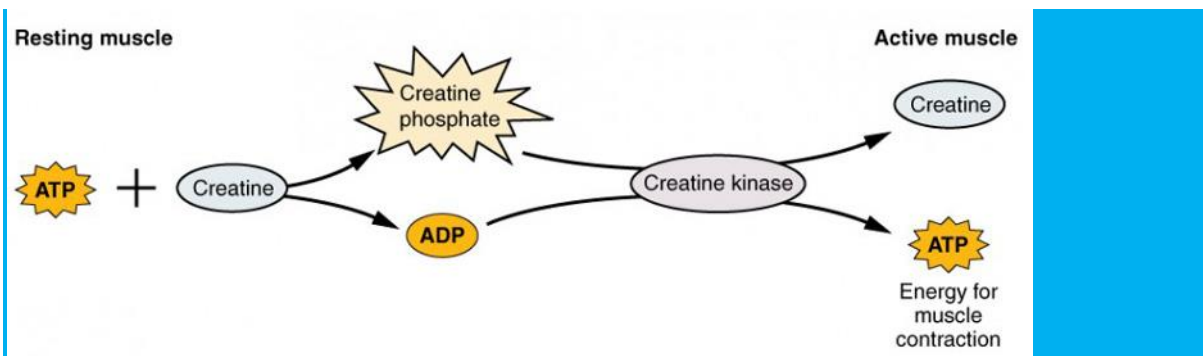 Resting muscle
Active muscle
Creatine
phosphate
Creatine
ATP
+
Creatine
Creatine kinase
ADP
ATP
Energy for
muscle
contraction